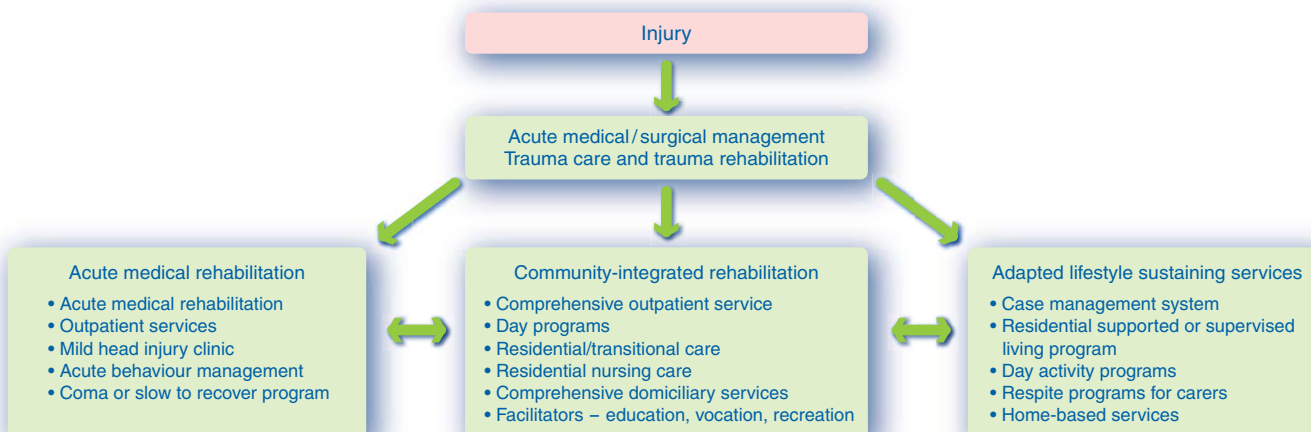 Injury
Acute medical/surgical management
Trauma care and trauma rehabilitation
Acute medical rehabilitation
• Acute medical rehabilitation
• Outpatient services
• Mild head injury clinic
• Acute behaviour management
• Coma or slow to recover program
Community-integrated rehabilitation
• Comprehensive outpatient service
• Day programs
• Residential/transitional care
• Residential nursing care
• Comprehensive domiciliary services
• Facilitators – education, vocation, recreation
Adapted lifestyle sustaining services
• Case management system
• Residential supported or supervised
living program
• Day activity programs
• Respite programs for carers
• Home-based services